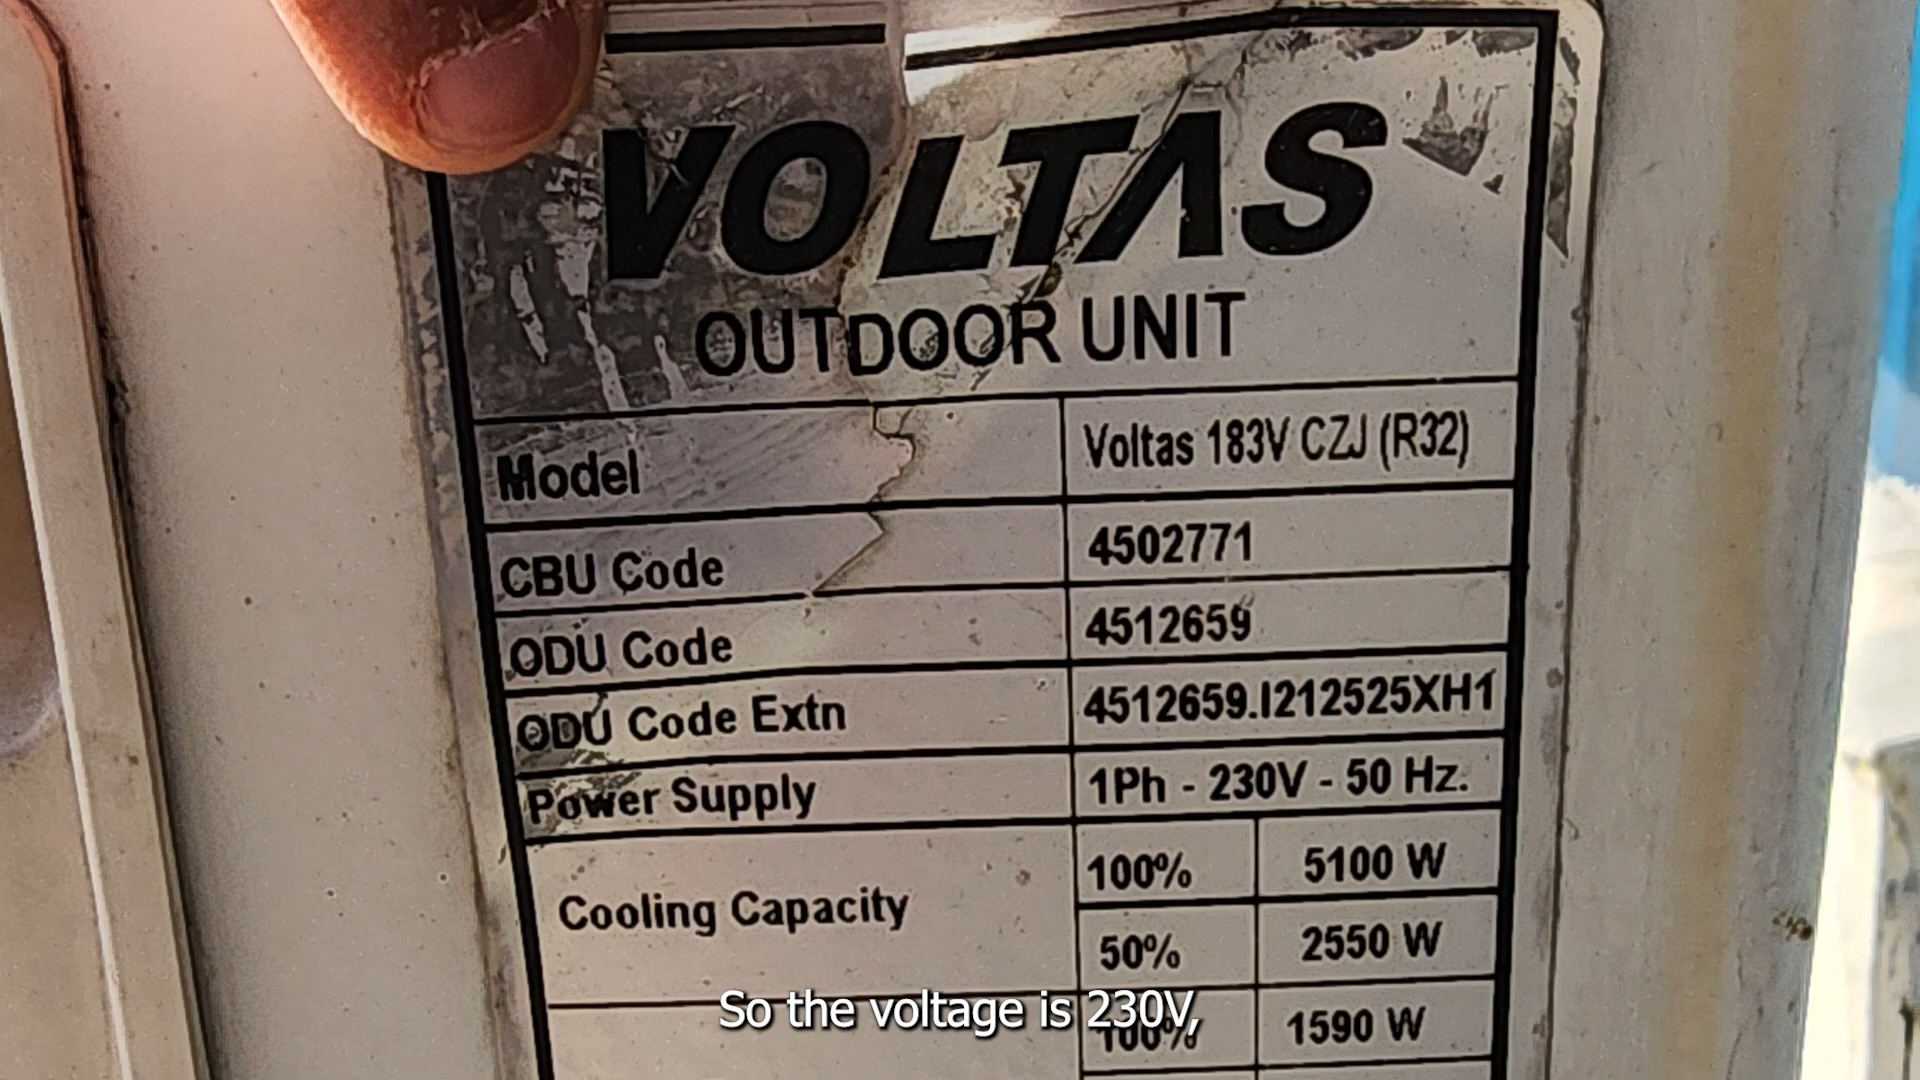 VOLTAS
OUTDOOR UNIT
Model Voltas 183V CZJ (R32)
CBU Code 4502771
ODU Code 4512659
ODU Code Extn 4512659.I212525XH1
Power Supply 1Ph - 230V - 50 Hz.
Cooling Capacity
100% 5100 W
50% 2550 W
100% 1590 W
So the voltage is 230V,